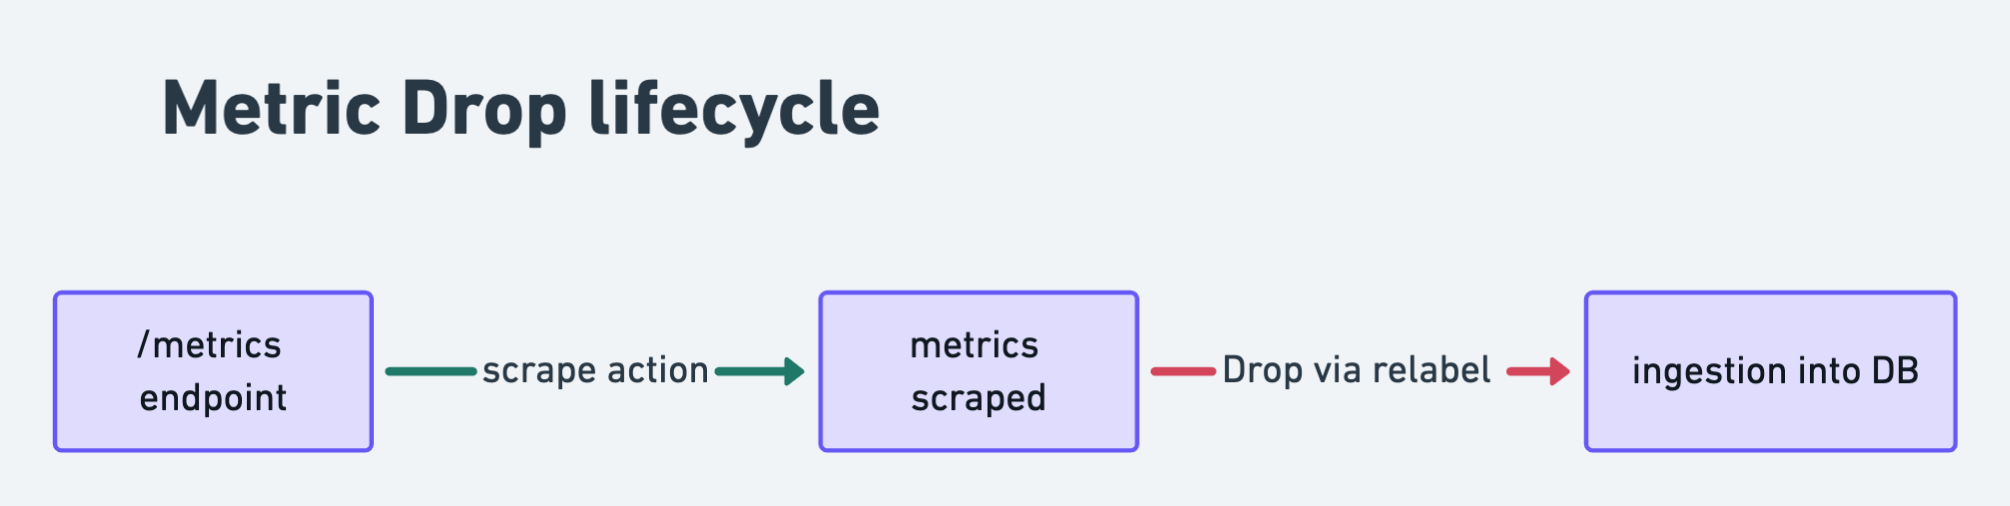 Metric Drop lifecycle
/metrics
endpoint
scrape action
metrics
scraped
Drop via relabel
ingestion into DB